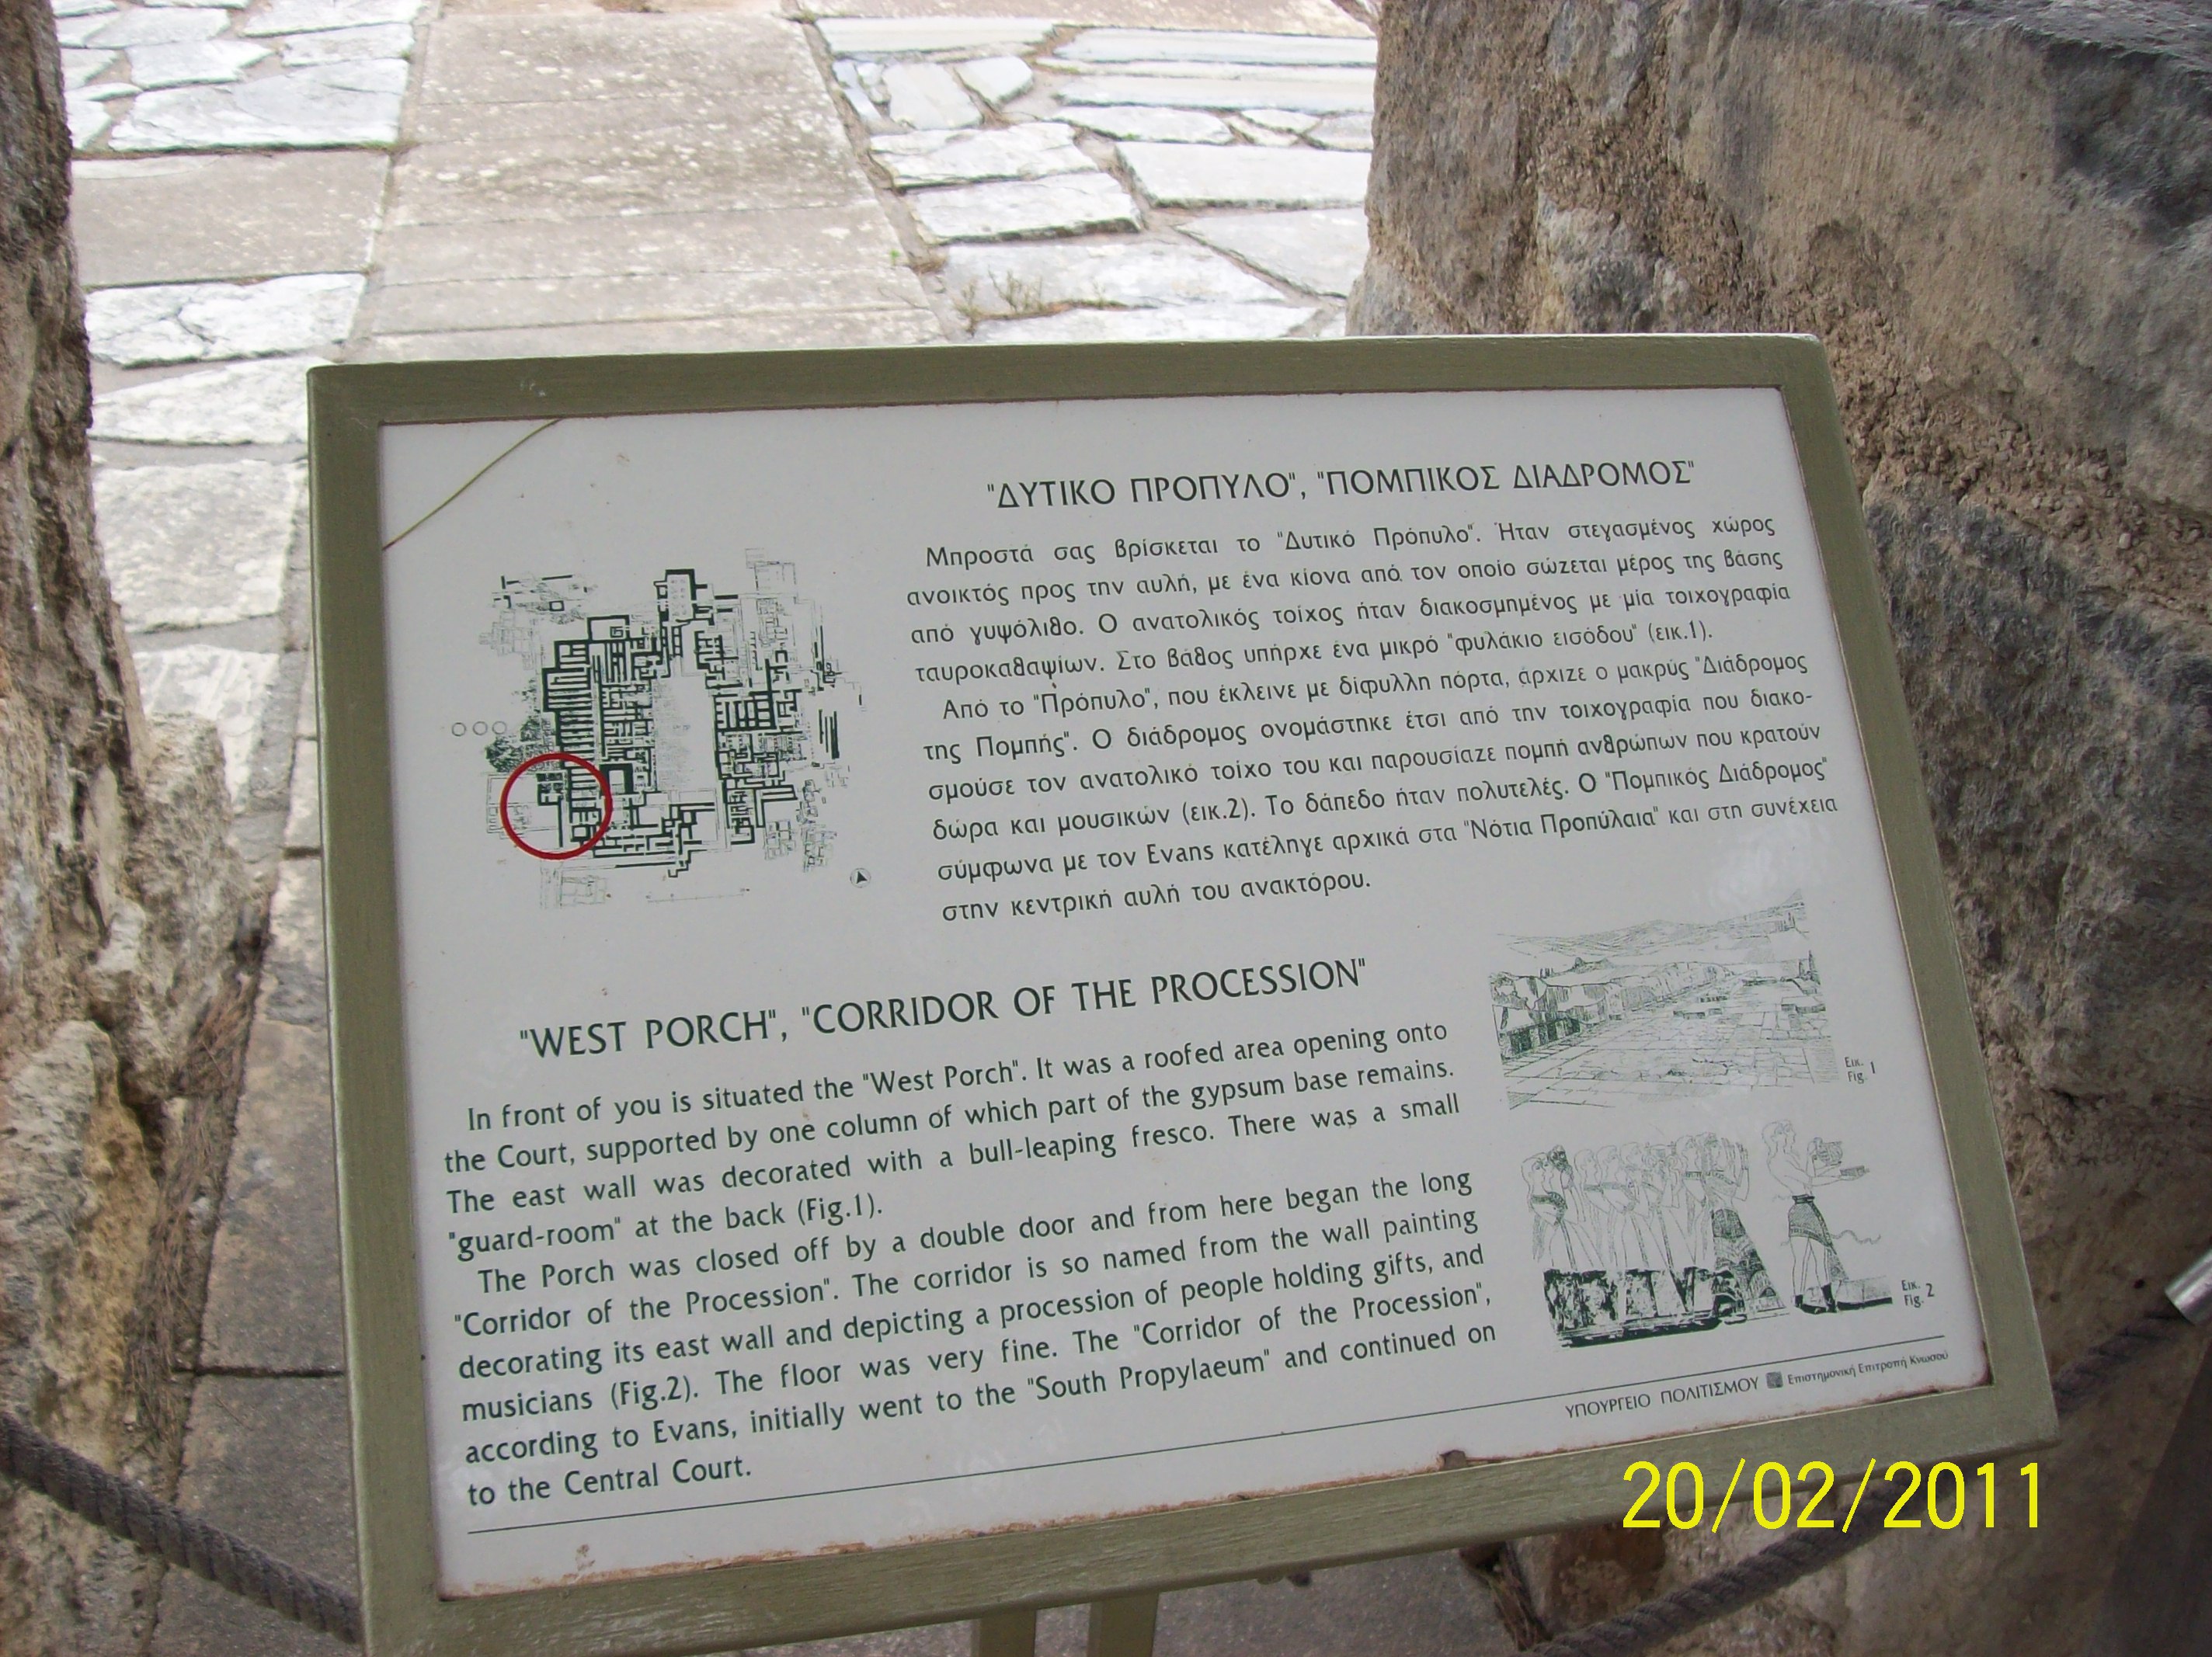 "ΔΥΤΙΚΟ ΠΡΟΠΥΛΟ", "ΠΟΜΠΙΚΟΣ ΔΙΑΔΡΟΜΟΣ"
Μπροστά σας βρίσκεται το "Δυτικό Πρόπυλο". Ήταν στεγασμένος χώρος
ανοικτός προς την αυλή, με ένα κίονα από τον οποίο σώζεται μέρος της βάσης
από γυψόλιθο. Ο ανατολικός τοίχος ήταν διακοσμημένος με μία τοιχογραφία
ταυροκαθαψίων. Στο βάθος υπήρχε ένα μικρό "φυλάκιο εισόδου" (εικ.1).
Από το "Πρόπυλο", που έκλεινε με δίφυλλη πόρτα, άρχιζε ο μακρύς "Διάδρομος
της Πομπής". Ο διάδρομος ονομάστηκε έτσι από την τοιχογραφία που διακο-
σμούσε τον ανατολικό τοίχο του και παρουσίαζε πομπή ανθρώπων που κρατούν
δώρα και μουσικών (εικ.2). Το δάπεδο ήταν πολυτελές. Ο "Πομπικός Διάδρομος"
σύμφωνα με τον Evans κατέληγε αρχικά στα "Νότια Προπύλαια" και στη συνέχεια
στην κεντρική αυλή του ανακτόρου.
"WEST PORCH", "CORRIDOR OF THE PROCESSION"
In front of you is situated the "West Porch". It was a roofed area opening onto
the Court, supported by one column of which part of the gypsum base remains.
The east wall was decorated with a bull-leaping fresco. There was a small
"guard-room" at the back (Fig.1).
The Porch was closed off by a double door and from here began the long
"Corridor of the Procession". The corridor is so named from the wall painting
decorating its east wall and depicting a procession of people holding gifts, and
musicians (Fig.2). The floor was very fine. The "Corridor of the Procession",
according to Evans, initially went to the "South Propylaeum" and continued on
to the Central Court.
Εικ.
Fig. 1
Εικ.
Fig. 2
ΥΠΟΥΡΓΕΙΟ ΠΟΛΙΤΙΣΜΟΥ Επιστημονική Επιτροπή Κνωσού
20/02/2011